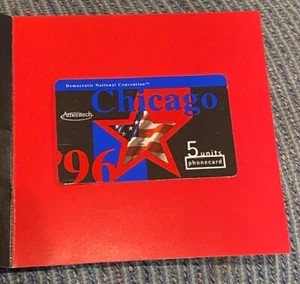 Democratic National Convention™
Chicago
Ameritech
'96
5 units
phonecard